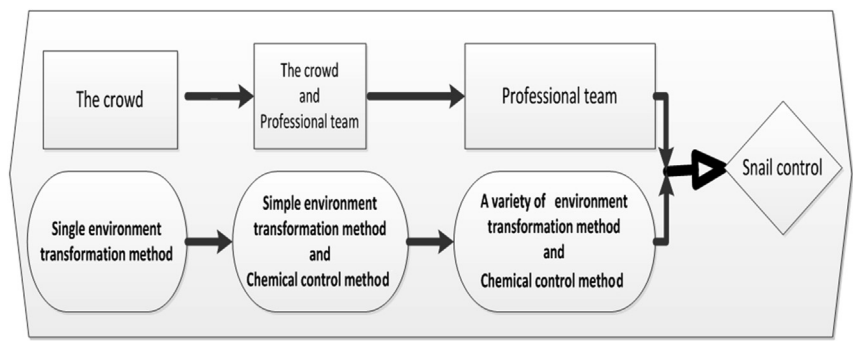 The crowd
The crowd
and
Professional team
Professional team
Snail control
Single environment
transformation method
Simple environment
transformation method
and
Chemical control method
A variety of environment
transformation method
and
Chemical control method